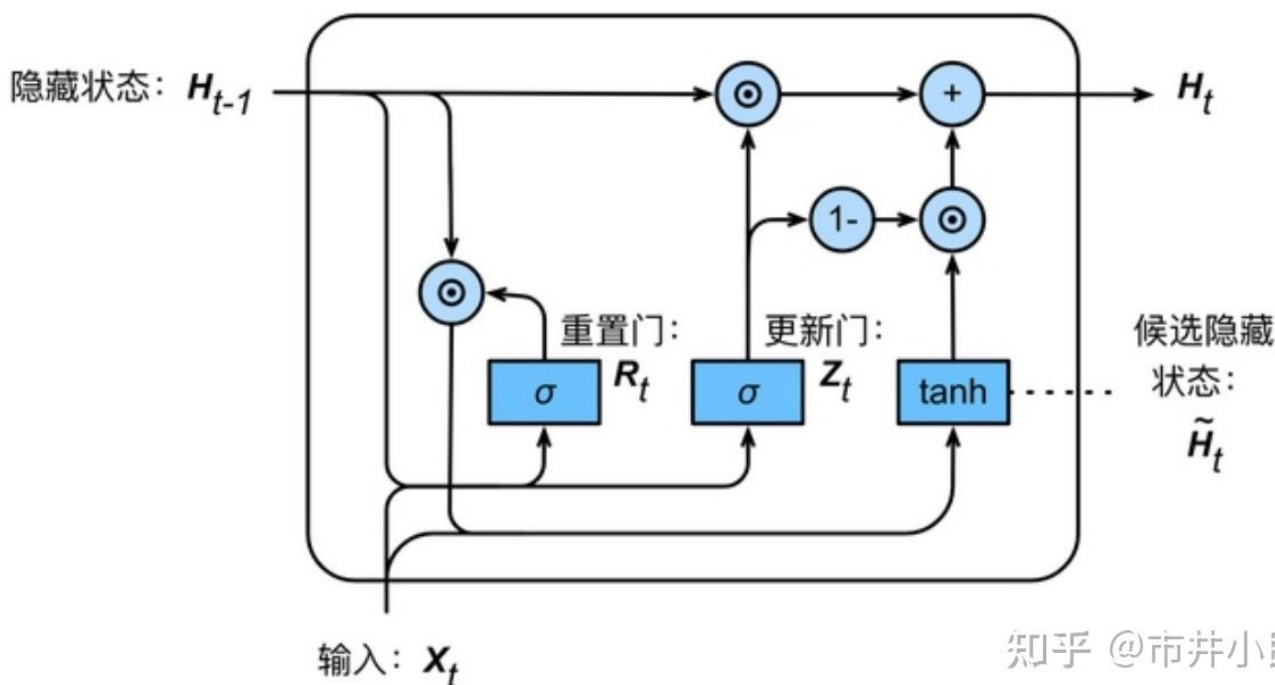 隐藏状态： H_{t-1}
⊙
+
H_t
1-
⊙
⊙
重置门：
R_t
更新门：
Z_t
候选隐藏
状态：
H̃_t
σ
σ
tanh
输入： X_t
知乎 @市井小